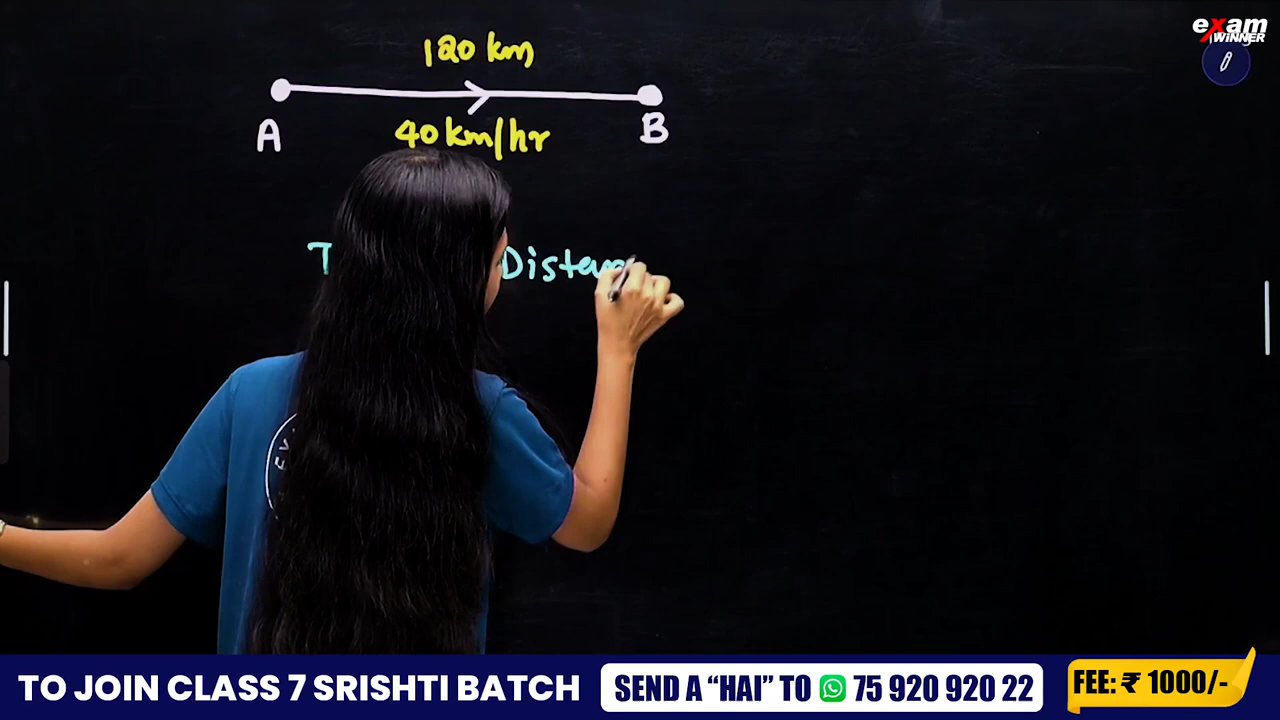 exam
WINNER
120 km
A
40 km/hr
B
T
TO JOIN CLASS 7 SRISHTI BATCH
SEND A “HAI” TO 75 920 920 22
FEE: ₹ 1000/-